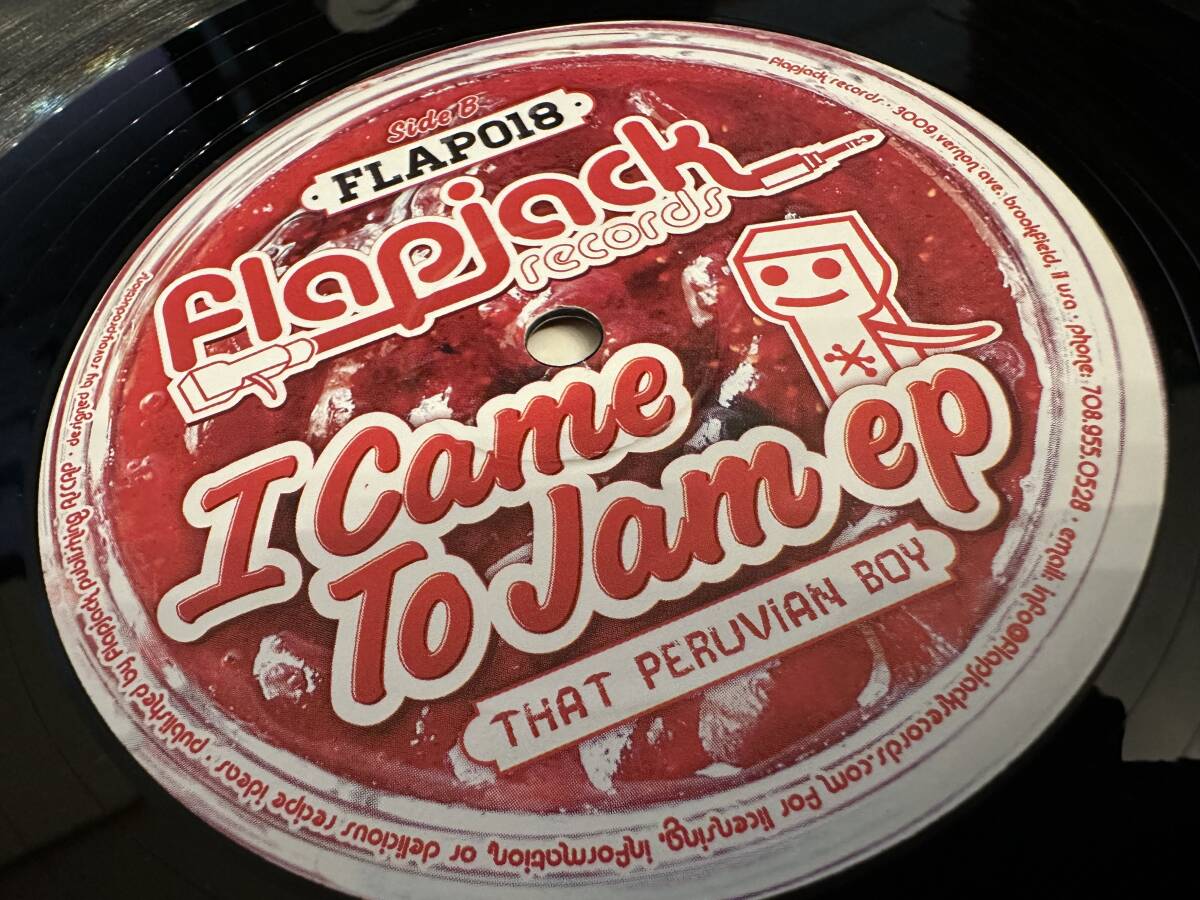 Side B
FLAP018
flapjack
records
I Came
To Jam ep
THAT PERUVIAN BOY
flapjack records · 3009 vernon ave. brookfield, il usa · phone: 708.955.0528 · email: info@flapjackrecords.com for licensing, information, or delicious recipe ideas · published by flapjack publishing ASCAP · design by